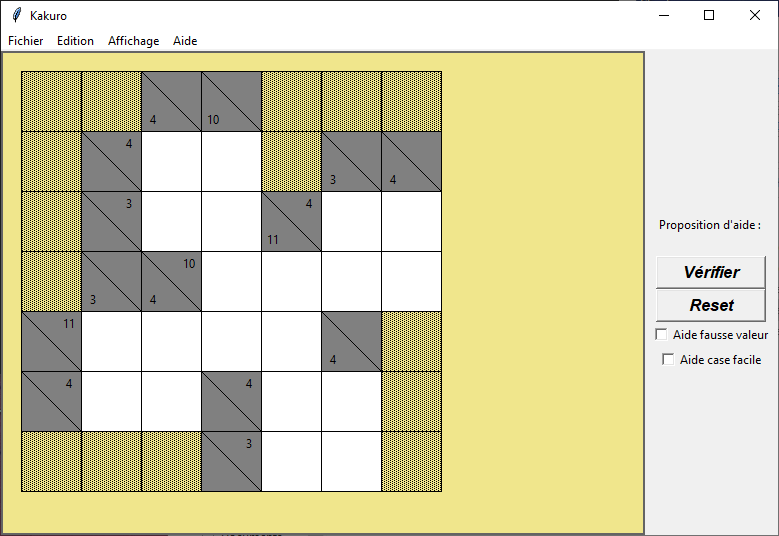 Kakuro
Fichier Edition Affichage Aide
4 10
4
3 4
3 4
11
Proposition d'aide :
10
3 4
Vérifier
Reset
11
Aide fausse valeur
4
Aide case facile
4 4
3